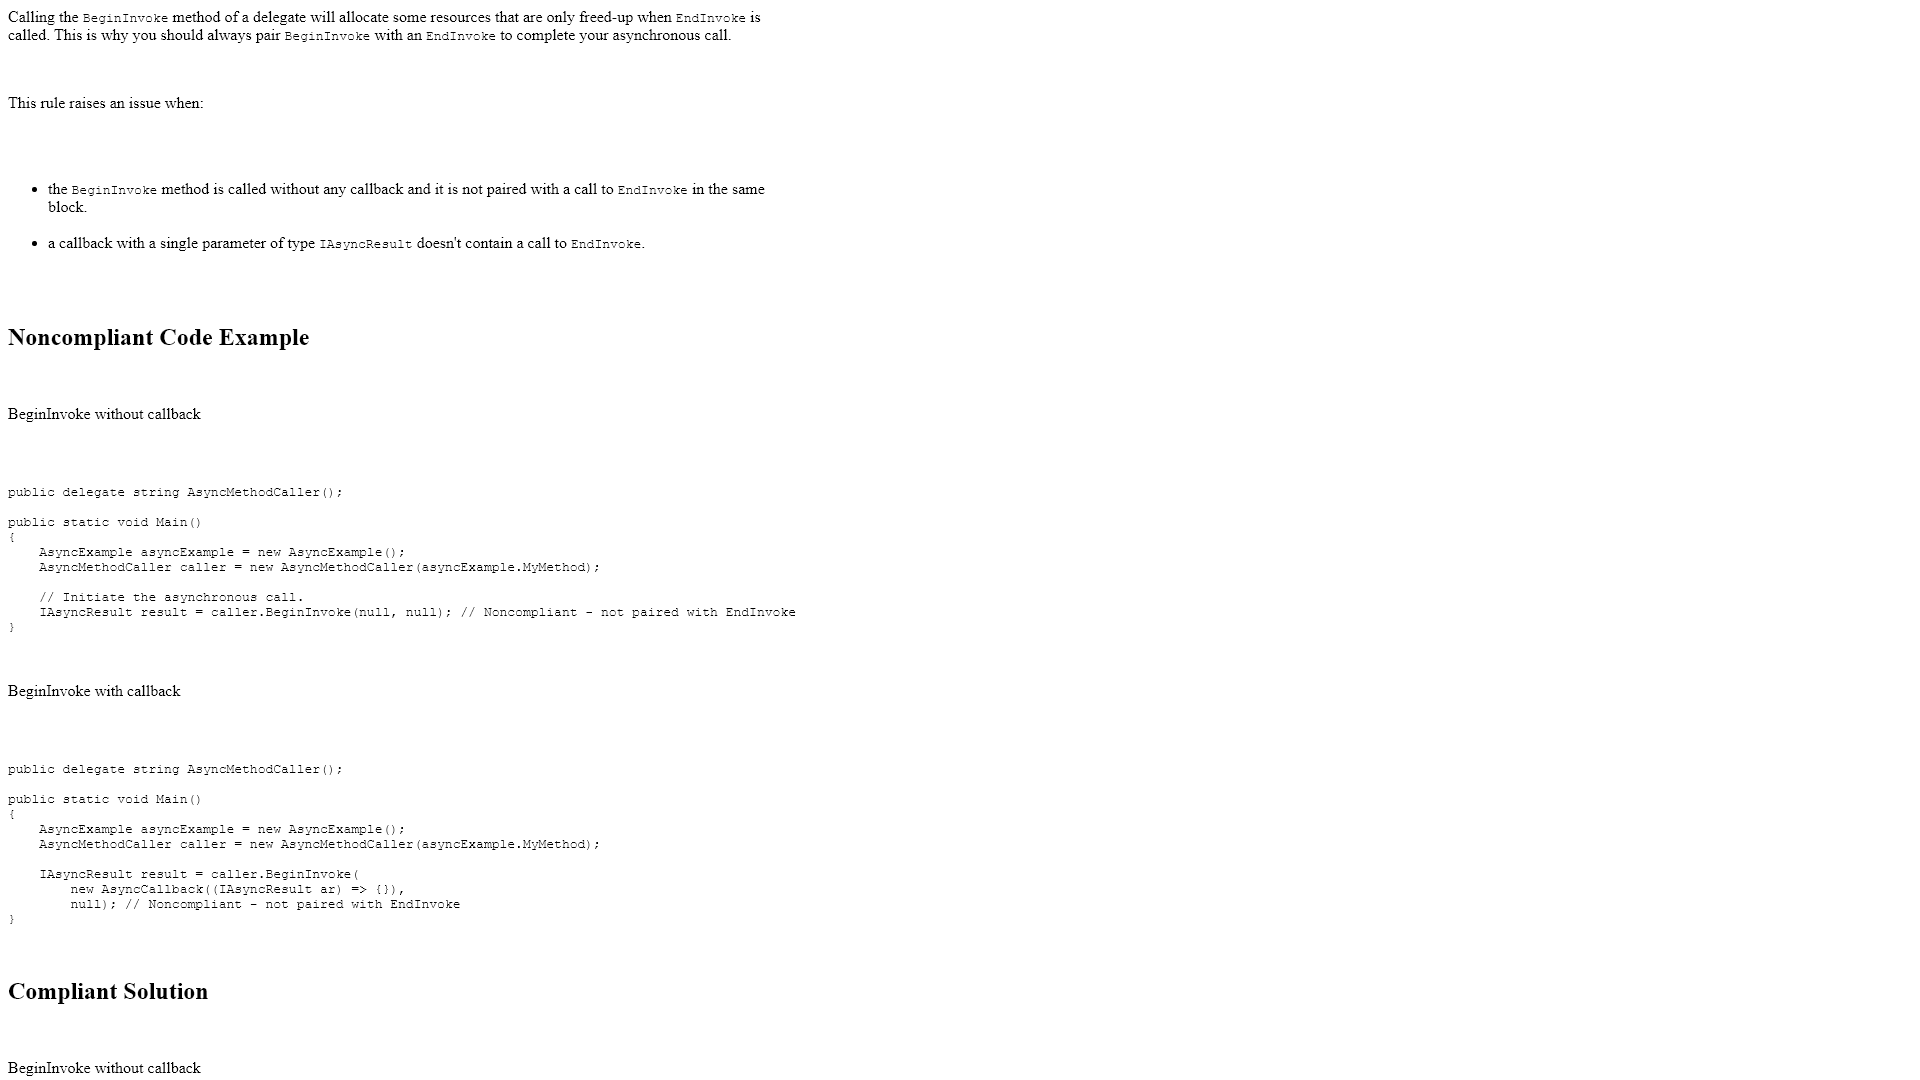 Calling the BeginInvoke method of a delegate will allocate some resources that are only freed-up when EndInvoke is
called. This is why you should always pair BeginInvoke with an EndInvoke to complete your asynchronous call.
This rule raises an issue when:
• the BeginInvoke method is called without any callback and it is not paired with a call to EndInvoke in the same
block.
• a callback with a single parameter of type IAsyncResult doesn't contain a call to EndInvoke.
Noncompliant Code Example
BeginInvoke without callback
public delegate string AsyncMethodCaller();
public static void Main()
{
    AsyncExample asyncExample = new AsyncExample();
    AsyncMethodCaller caller = new AsyncMethodCaller(asyncExample.MyMethod);
    // Initiate the asynchronous call.
    IAsyncResult result = caller.BeginInvoke(null, null); // Noncompliant - not paired with EndInvoke
}
BeginInvoke with callback
public delegate string AsyncMethodCaller();
public static void Main()
{
    AsyncExample asyncExample = new AsyncExample();
    AsyncMethodCaller caller = new AsyncMethodCaller(asyncExample.MyMethod);
    IAsyncResult result = caller.BeginInvoke(
        new AsyncCallback((IAsyncResult ar) => {}),
        null); // Noncompliant - not paired with EndInvoke
}
Compliant Solution
BeginInvoke without callback